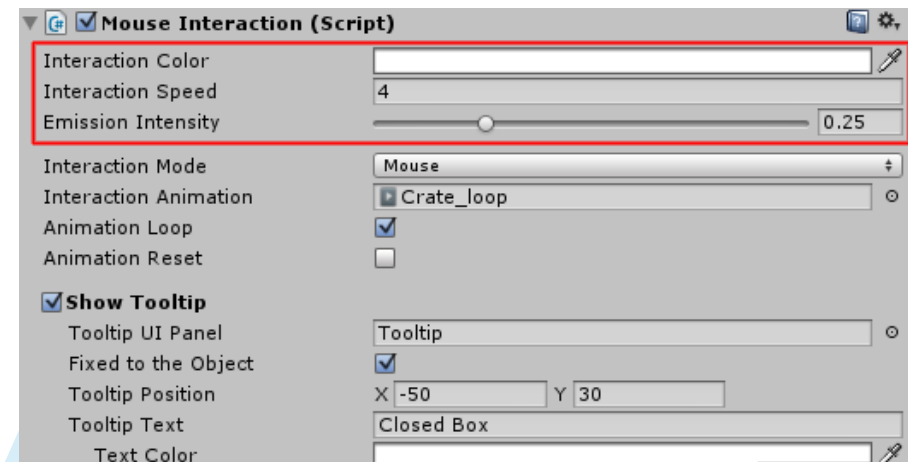 Mouse Interaction (Script)
Interaction Color
Interaction Speed 4
Emission Intensity 0.25
Interaction Mode Mouse
Interaction Animation Crate_loop
Animation Loop
Animation Reset
Show Tooltip
Tooltip UI Panel Tooltip
Fixed to the Object
Tooltip Position X -50 Y 30
Tooltip Text Closed Box
Text Color